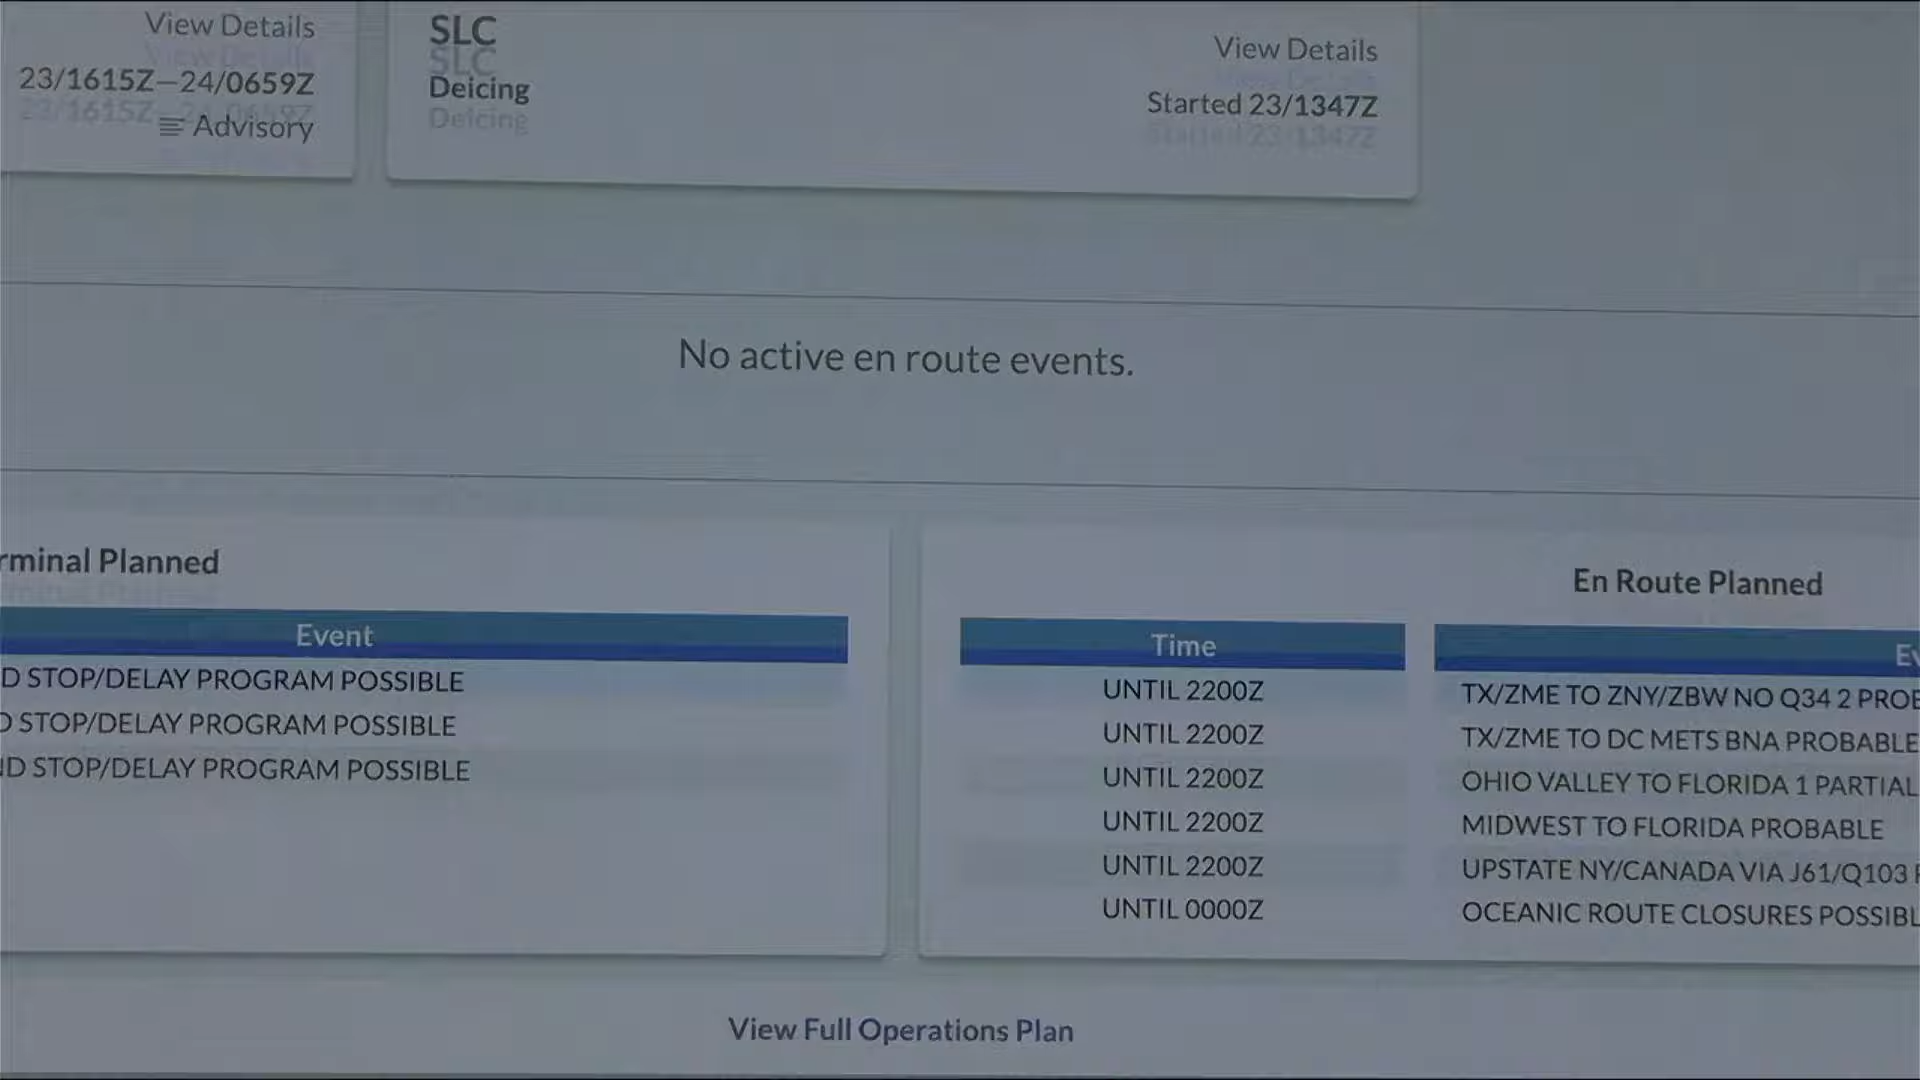 View Details
23/1615Z—24/0659Z
Advisory
SLC
Deicing
View Details
Started 23/1347Z
No active en route events.
rminal Planned
Event
D STOP/DELAY PROGRAM POSSIBLE
D STOP/DELAY PROGRAM POSSIBLE
ND STOP/DELAY PROGRAM POSSIBLE
En Route Planned
Time
Ev
UNTIL 2200Z TX/ZME TO ZNY/ZBW NO Q34 2 PROB
UNTIL 2200Z TX/ZME TO DC METS BNA PROBABLE
UNTIL 2200Z OHIO VALLEY TO FLORIDA 1 PARTIAL
UNTIL 2200Z MIDWEST TO FLORIDA PROBABLE
UNTIL 2200Z UPSTATE NY/CANADA VIA J61/Q103
UNTIL 0000Z OCEANIC ROUTE CLOSURES POSSIBL
View Full Operations Plan